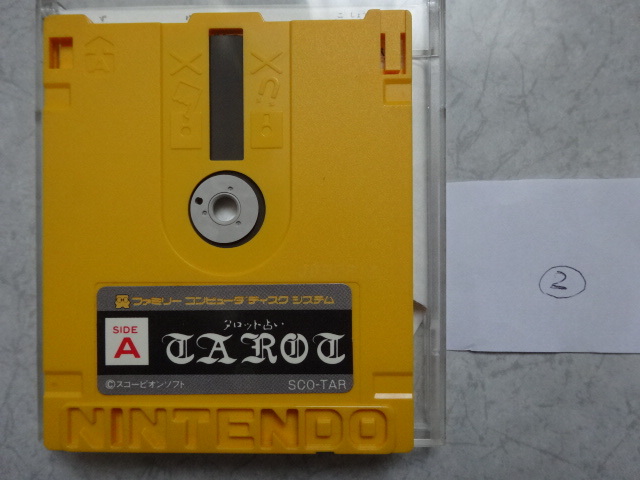 A
ファミリー コンピュータ ディスク システム
SIDE
A
タロット占い
TAROT
©スコーピオンソフト
SCO-TAR
NINTENDO
2